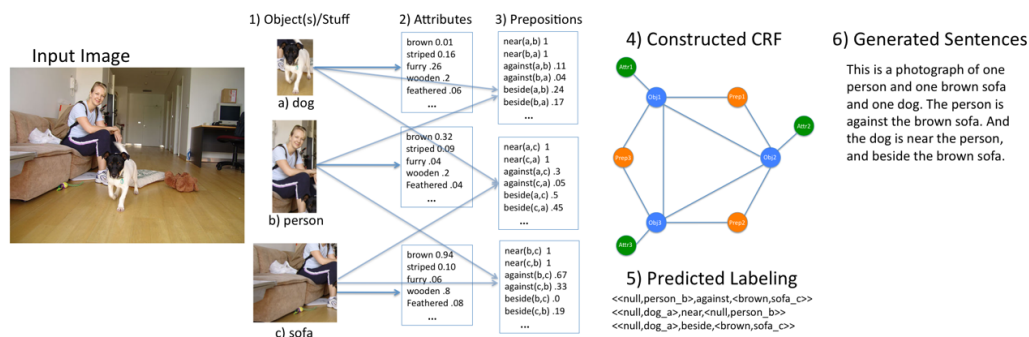 Input Image
1) Object(s)/Stuff
a) dog
b) person
c) sofa
2) Attributes
brown 0.01
striped 0.16
furry .26
wooden .2
feathered .06
...
brown 0.32
striped 0.09
furry .04
wooden .2
Feathered .04
...
brown 0.94
striped 0.10
furry .06
wooden .8
Feathered .08
...
3) Prepositions
near(a,b) 1
near(b,a) 1
against(a,b) .11
against(b,a) .04
beside(a,b) .24
beside(b,a) .17
...
near(a,c) 1
near(c,a) 1
against(a,c) .3
against(c,a) .05
beside(a,c) .5
beside(c,a) .45
...
near(b,c) 1
near(c,b) 1
against(b,c) .67
against(c,b) .33
beside(b,c) .0
beside(c,b) .19
...
4) Constructed CRF
Attr1
Obj1
Prep1
Attr2
Obj2
Prep3
Obj3
Prep2
Attr3
5) Predicted Labeling
<<null,person_b>,against,<brown,sofa_c>>
<<null,dog_a>,near,<null,person_b>>
<<null,dog_a>,beside,<brown,sofa_c>>
6) Generated Sentences
This is a photograph of one
person and one brown sofa
and one dog. The person is
against the brown sofa. And
the dog is near the person,
and beside the brown sofa.